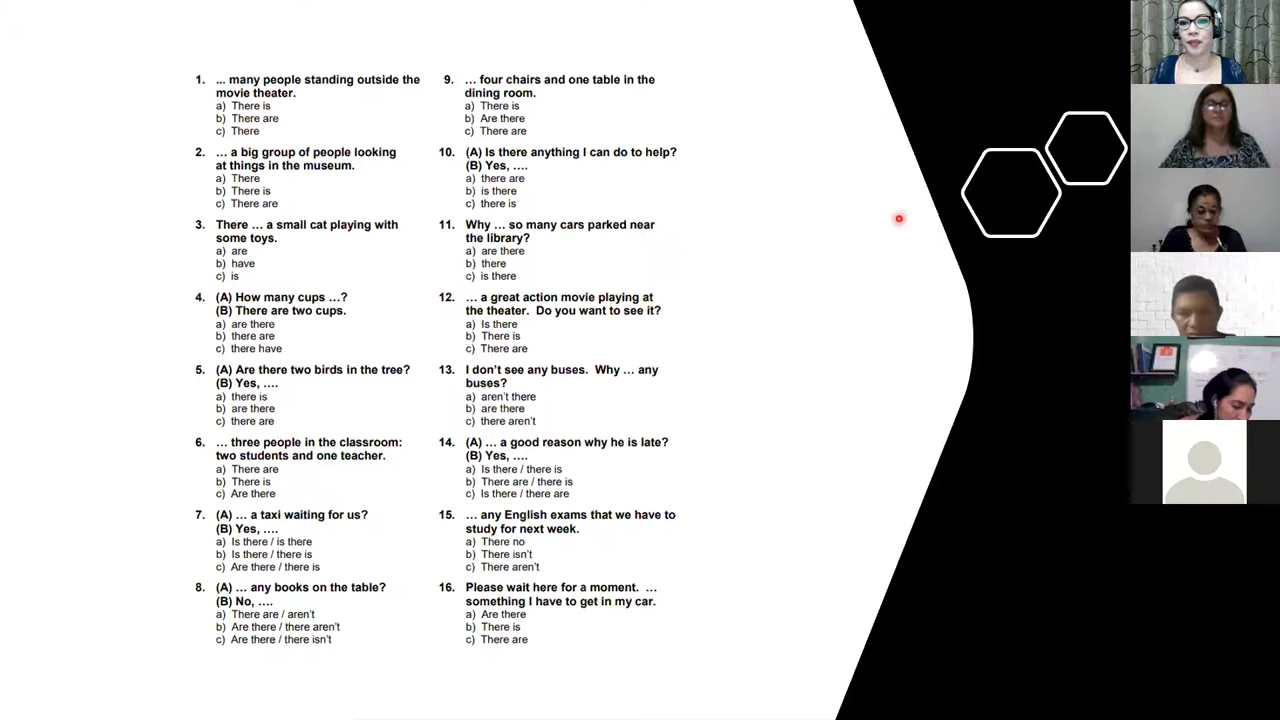 1. ... many people standing outside the
movie theater.
a) There is
b) There are
c) There
2. … a big group of people looking
at things in the museum.
a) There
b) There is
c) There are
3. There … a small cat playing with
some toys.
a) are
b) have
c) is
4. (A) How many cups …?
(B) There are two cups.
a) are there
b) there are
c) there have
5. (A) Are there two birds in the tree?
(B) Yes, ….
a) there is
b) are there
c) there are
6. … three people in the classroom:
two students and one teacher.
a) There are
b) There is
c) Are there
7. (A) … a taxi waiting for us?
(B) Yes, ….
a) Is there / is there
b) Is there / there is
c) Are there / there is
8. (A) … any books on the table?
(B) No, ….
a) There are / aren't
b) Are there / there aren't
c) Are there / there isn't
9. … four chairs and one table in the
dining room.
a) There is
b) Are there
c) There are
10. (A) Is there anything I can do to help?
(B) Yes, ….
a) there are
b) is there
c) there is
11. Why … so many cars parked near
the library?
a) are there
b) there
c) is there
12. … a great action movie playing at
the theater. Do you want to see it?
a) Is there
b) There is
c) There are
13. I don't see any buses. Why … any
buses?
a) aren't there
b) are there
c) there aren't
14. (A) … a good reason why he is late?
(B) Yes, ….
a) Is there / there is
b) There are / there is
c) Is there / there are
15. … any English exams that we have to
study for next week.
a) There no
b) There isn't
c) There aren't
16. Please wait here for a moment. …
something I have to get in my car.
a) Are there
b) There is
c) There are